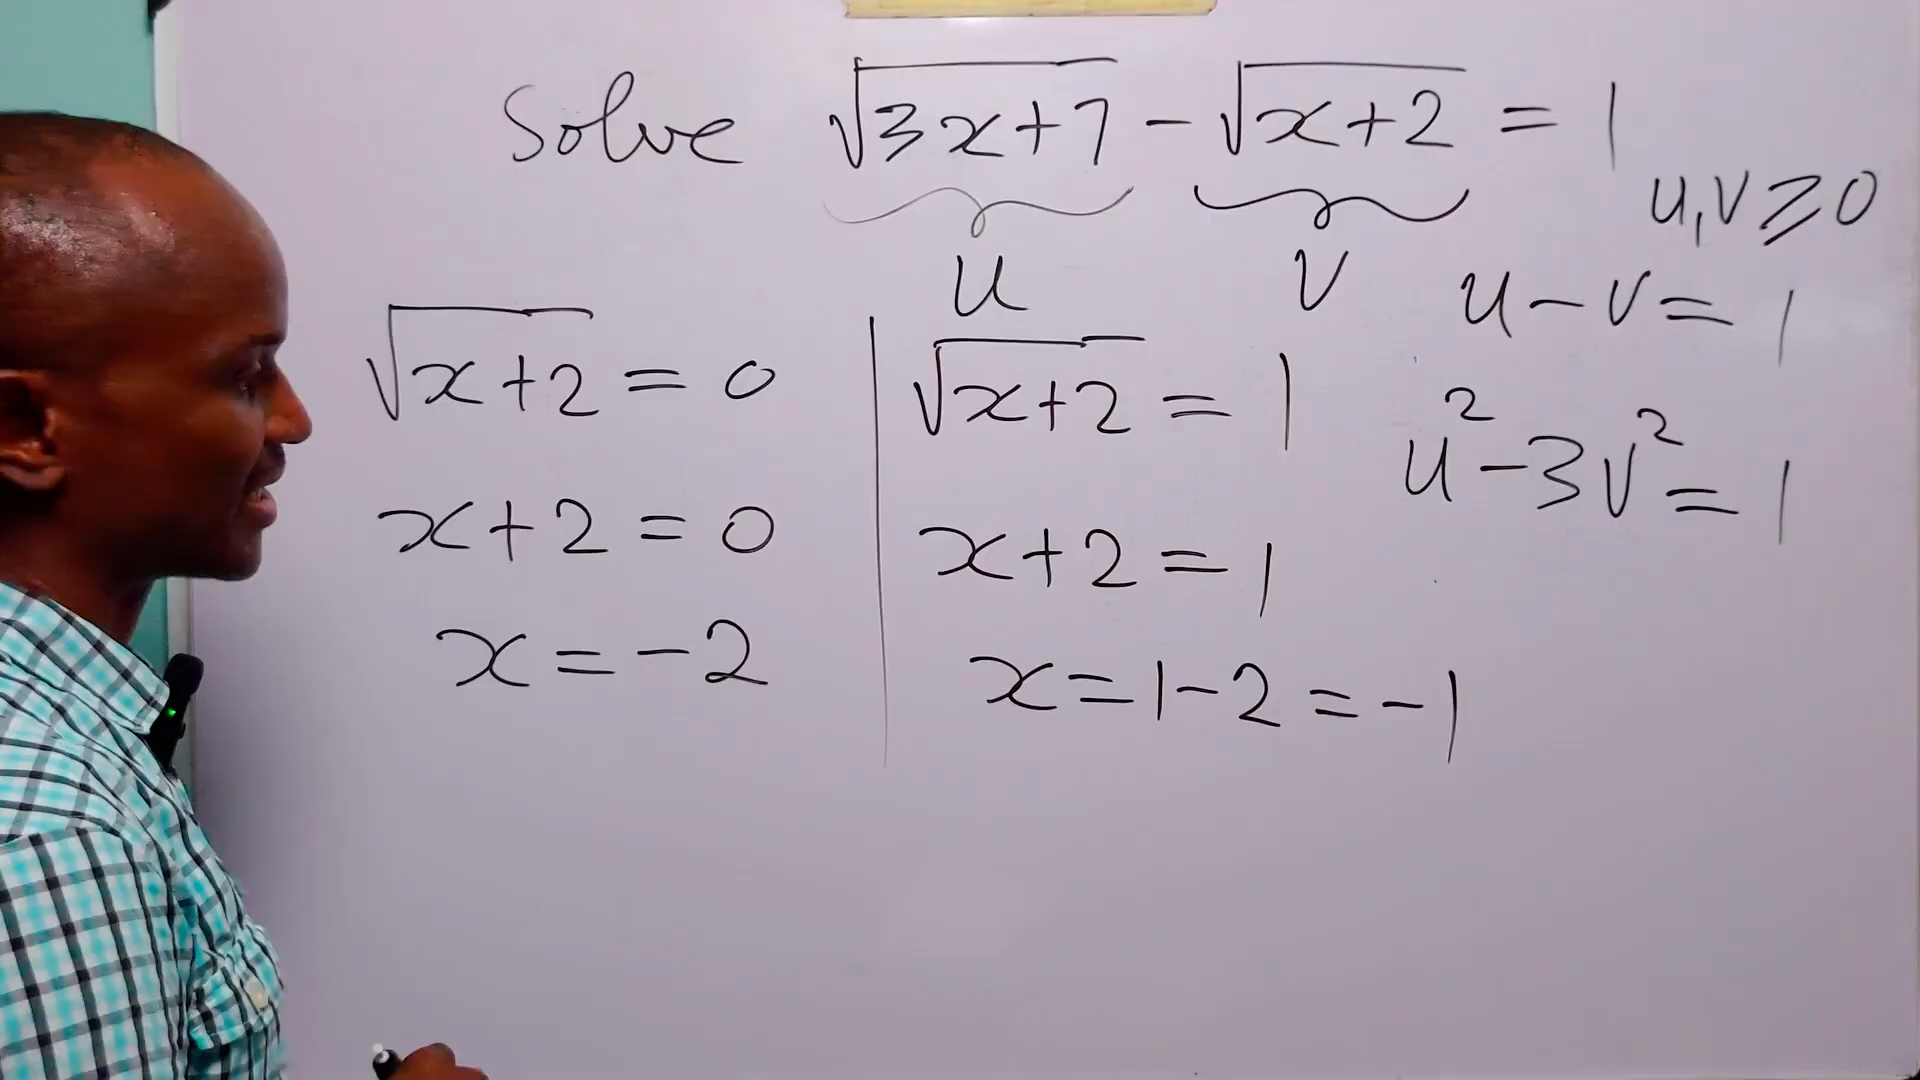 Solve √(3x+7) - √(x+2) = 1
u,v ⩾ 0
u v
u - v = 1
u² - 3v² = 1
√(x+2) = 0
x+2 = 0
x = -2
√(x+2) = 1
x+2 = 1
x = 1-2 = -1